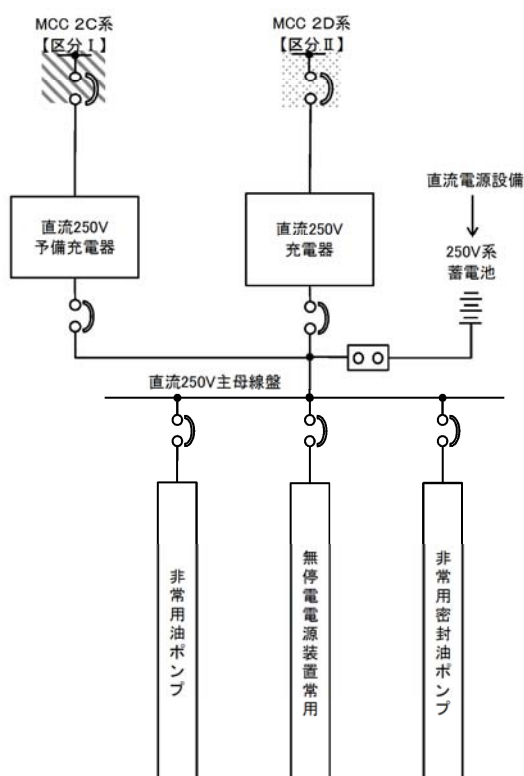 MCC 2C系
【区分Ⅰ】
MCC 2D系
【区分Ⅱ】
直流電源設備
直流250V
予備充電器
直流250V
充電器
250V系
蓄電池
直流250V主母線盤
非常用油ポンプ
無停電電源装置常用
非常用密封油ポンプ